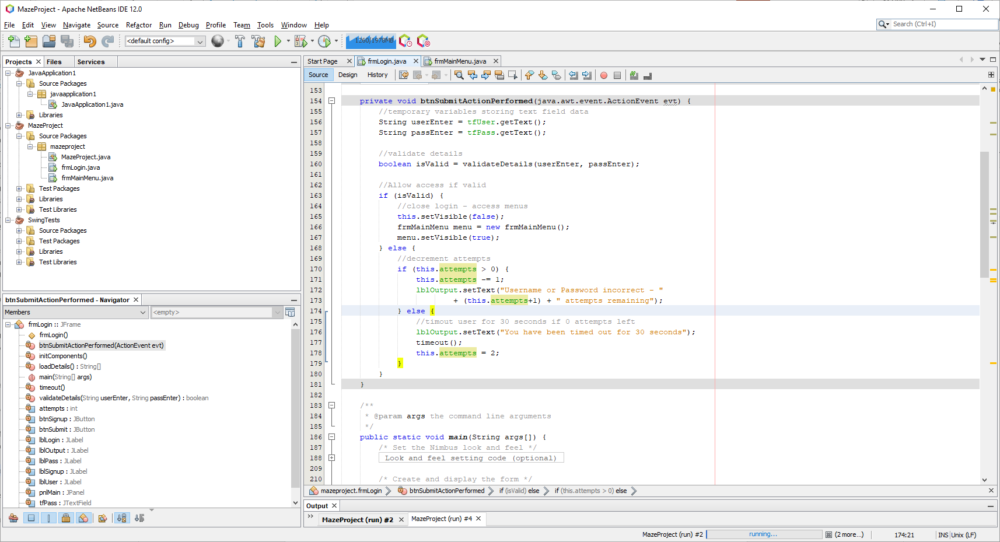 MazeProject - Apache NetBeans IDE 12.0
File Edit View Navigate Source Refactor Run Debug Profile Team Tools Window Help
Search (Ctrl+I)
<default config>
1260/1978MB
Projects Files Services
JavaApplication1
Source Packages
javaapplication1
JavaApplication1.java
Libraries
MazeProject
Source Packages
mazeproject
MazeProject.java
frmLogin.java
frmMainMenu.java
Test Packages
Libraries
Test Libraries
SwingTests
Source Packages
Test Packages
Libraries
Test Libraries
btnSubmitActionPerformed - Navigator
Members
<empty>
frmLogin :: JFrame
frmLogin()
btnSubmitActionPerformed(ActionEvent evt)
initComponents()
loadDetails() : String[]
main(String[] args)
timeout()
validateDetails(String userEnter, String passEnter) : boolean
attempts : int
btnSignup : JButton
btnSubmit : JButton
lblLogin : JLabel
lblOutput : JLabel
lblPass : JLabel
lblSignup : JLabel
lblUser : JLabel
pnlMain : JPanel
tfPass : JTextField
Start Page frmLogin.java frmMainMenu.java
Source Design History
153
154 private void btnSubmitActionPerformed(java.awt.event.ActionEvent evt) {
155 //temporary variables storing text field data
156 String userEnter = tfUser.getText();
157 String passEnter = tfPass.getText();
158
159 //validate details
160 boolean isValid = validateDetails(userEnter, passEnter);
161
162 //Allow access if valid
163 if (isValid) {
164 //close login - access menus
165 this.setVisible(false);
166 frmMainMenu menu = new frmMainMenu();
167 menu.setVisible(true);
168 } else {
169 //decrement attempts
170 if (this.attempts > 0) {
171 this.attempts -= 1;
172 lblOutput.setText("Username or Password incorrect - "
173 + (this.attempts+1) + " attempts remaining");
174 } else {
175 //timout user for 30 seconds if 0 attempts left
176 lblOutput.setText("You have been timed out for 30 seconds");
177 timeout();
178 this.attempts = 2;
179 }
180 }
181 }
182
183 /**
184 * @param args the command line arguments
185 */
186 public static void main(String args[]) {
187 /* Set the Nimbus look and feel */
188 Look and feel setting code (optional)
209
210 /* Create and display the form */
mazeproject.frmLogin btnSubmitActionPerformed if (isValid) else if (this.attempts > 0) else
Output
MazeProject (run) #2 MazeProject (run) #4
MazeProject (run) #2 running... (2 more...) 174:21 INS Unix (LF)